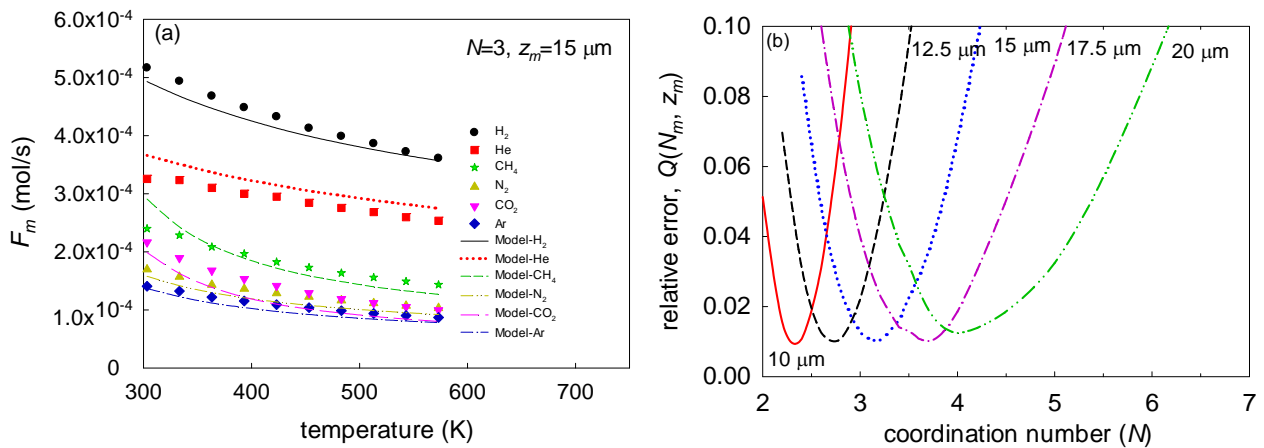 (a)
N=3, z_m=15 μm
6.0x10⁻⁴
5.0x10⁻⁴
4.0x10⁻⁴
3.0x10⁻⁴
2.0x10⁻⁴
1.0x10⁻⁴
0
F_m (mol/s)
H₂
He
CH₄
N₂
CO₂
Ar
Model-H₂
Model-He
Model-CH₄
Model-N₂
Model-CO₂
Model-Ar
300 400 500 600 700
temperature (K)
(b)
12.5 μm 15 μm 17.5 μm 20 μm
10 μm
0.10
0.08
0.06
0.04
0.02
0.00
relative error, Q(N_m, z_m)
2 3 4 5 6 7
coordination number (N)